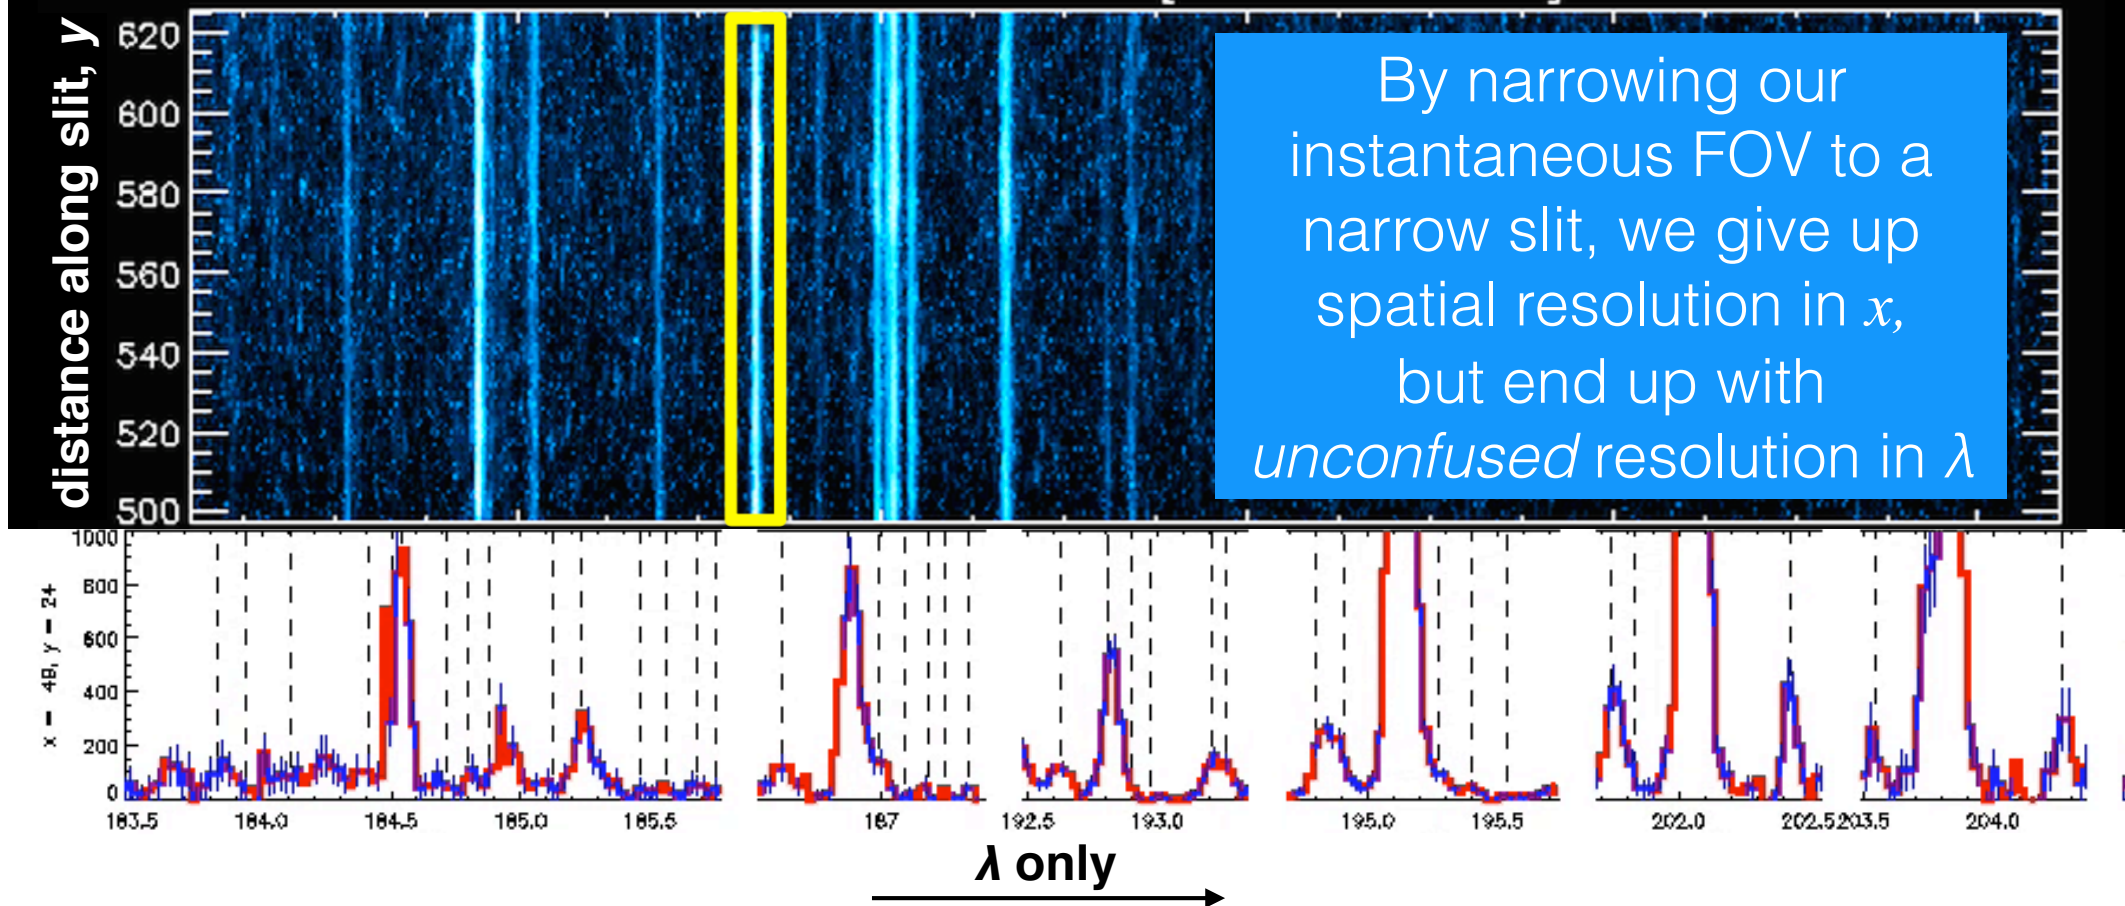 distance along slit, y
620
600
580
560
540
520
500
By narrowing our
instantaneous FOV to a
narrow slit, we give up
spatial resolution in x,
but end up with
unconfused resolution in λ
x = 48, y = 24
1000
800
600
400
200
0
183.5 184.0 184.5 185.0 185.5 187 192.5 193.0 195.0 195.5 202.0 202.5 203.5 204.0
λ only